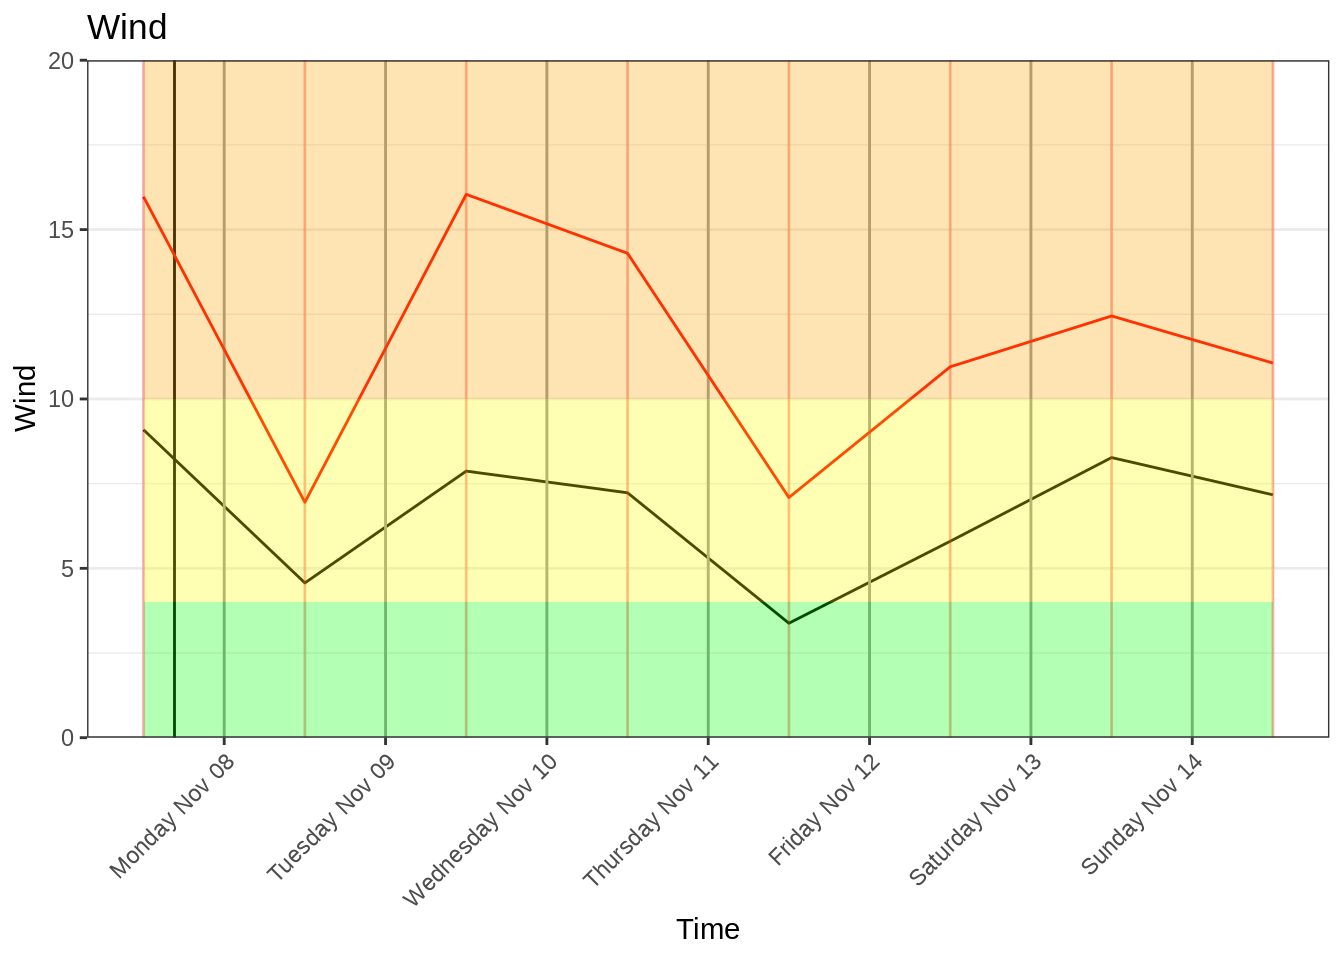 Wind
20
15
10
5
0
Wind
Monday Nov 08
Tuesday Nov 09
Wednesday Nov 10
Thursday Nov 11
Friday Nov 12
Saturday Nov 13
Sunday Nov 14
Time